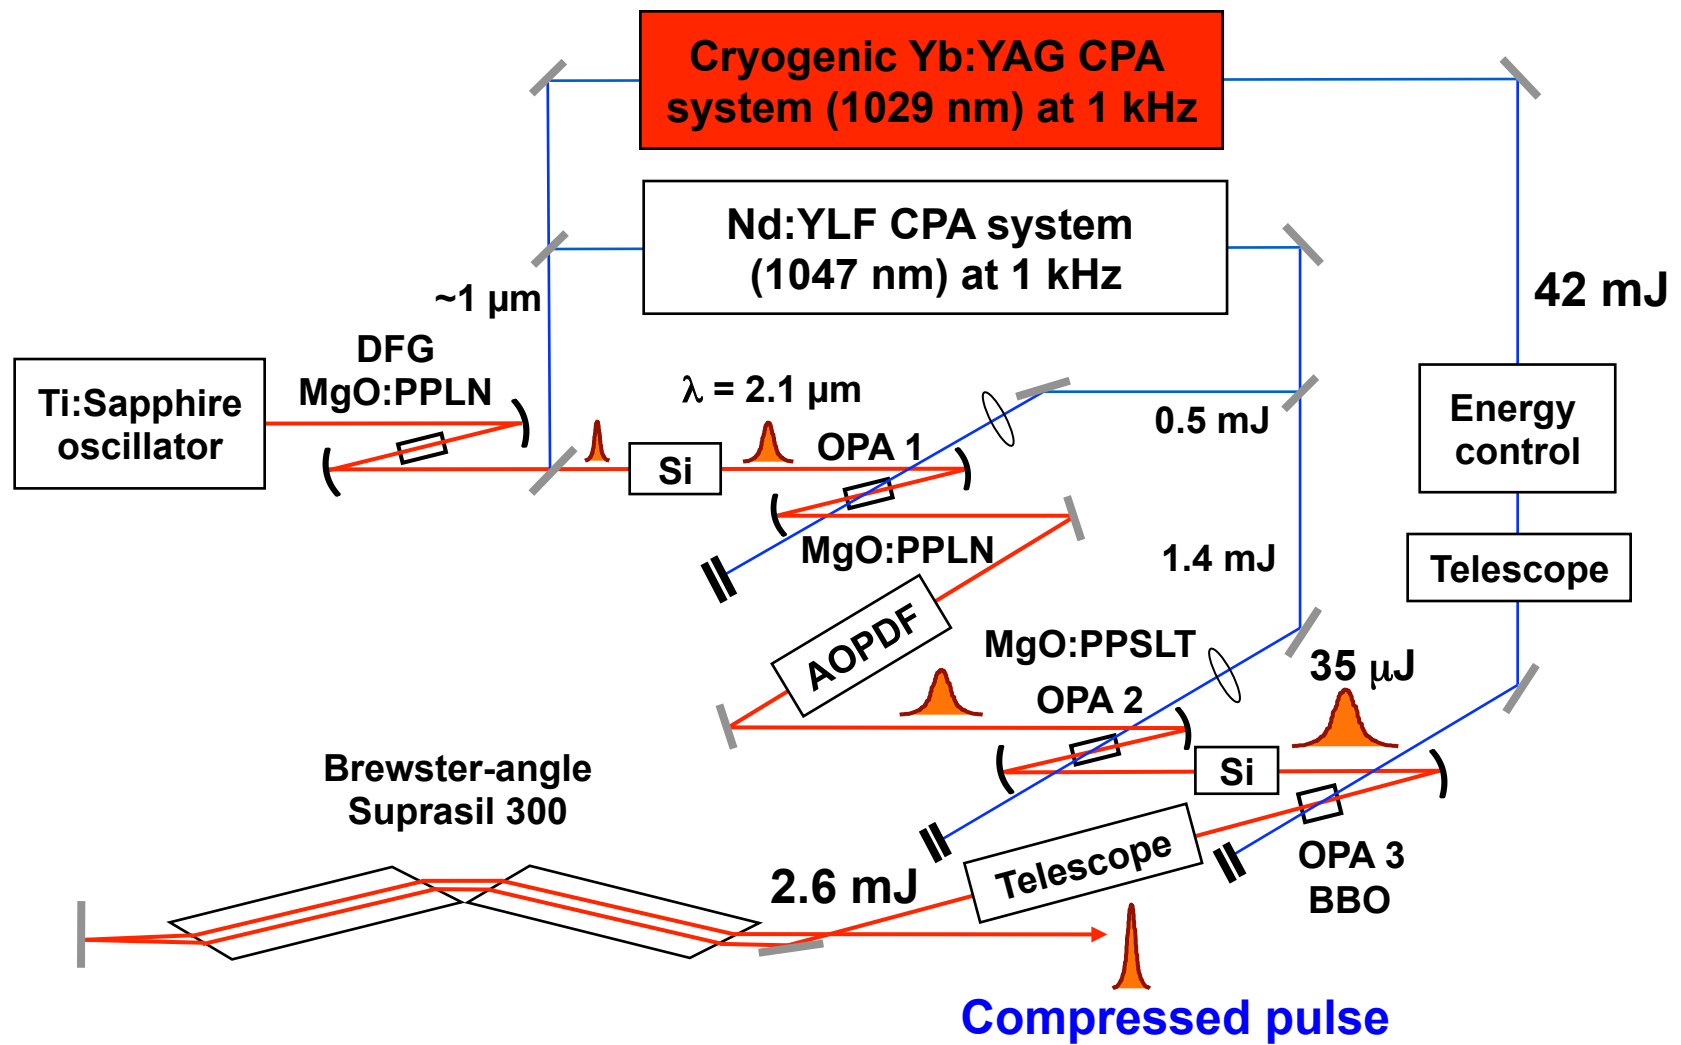 Cryogenic Yb:YAG CPA
system (1029 nm) at 1 kHz
Nd:YLF CPA system
(1047 nm) at 1 kHz
~1 µm
42 mJ
DFG
MgO:PPLN
Ti:Sapphire
oscillator
λ = 2.1 µm
OPA 1
Si
0.5 mJ
Energy
control
MgO:PPLN
1.4 mJ
Telescope
AOPDF
MgO:PPSLT
OPA 2
35 µJ
Si
Brewster-angle
Suprasil 300
2.6 mJ
Telescope
OPA 3
BBO
Compressed pulse